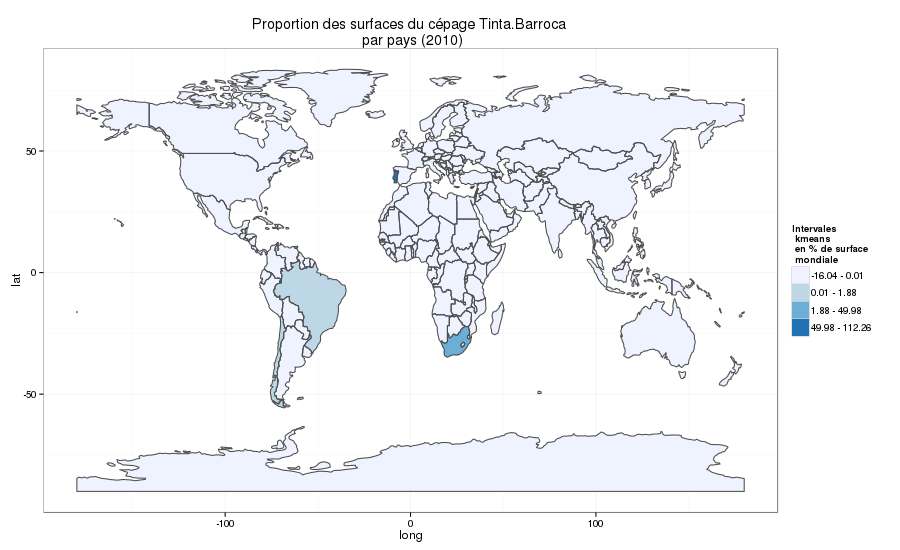 Proportion des surfaces du cépage Tinta.Barroca
par pays (2010)
50
0
-50
lat
-100
0
100
long
Intervales
kmeans
en % de surface
mondiale
-16.04 - 0.01
0.01 - 1.88
1.88 - 49.98
49.98 - 112.26